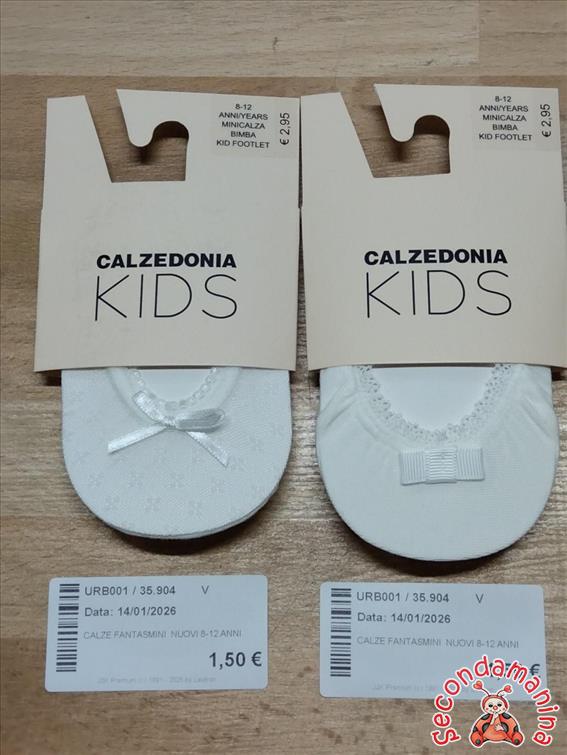 8-12
ANNI/YEARS
MINICALZA
BIMBA
KID FOOTLET
€ 2,95
CALZEDONIA
KIDS
8-12
ANNI/YEARS
MINICALZA
BIMBA
KID FOOTLET
€ 2,95
CALZEDONIA
KIDS
URB001 / 35.904 V
Data: 14/01/2026
CALZE FANTASMINI NUOVI 8-12 ANNI
1,50 €
URB001 / 35.904 V
Data: 14/01/2026
CALZE FANTASMINI NUOVI 8-12 ANNI
€
secondamanina